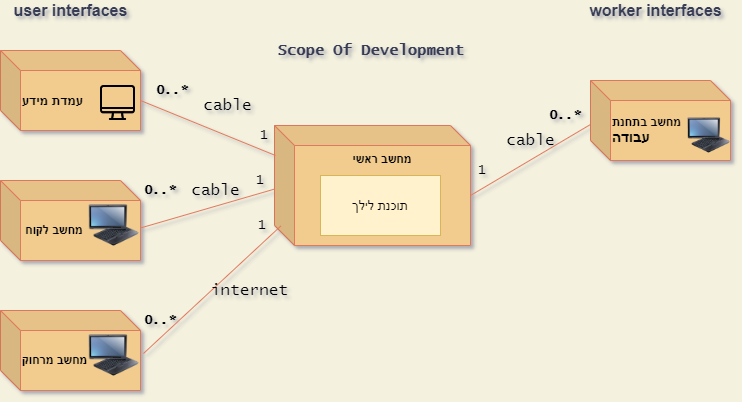 user interfaces
worker interfaces
Scope Of Development
עמדת מידע
0..*
cable
1
מחשב ראשי
תוכנת לילך
0..*
cable
1
מחשב בתחנת
עבודה
מחשב לקוח
0..*
cable
1
מחשב מרחוק
0..*
internet
1